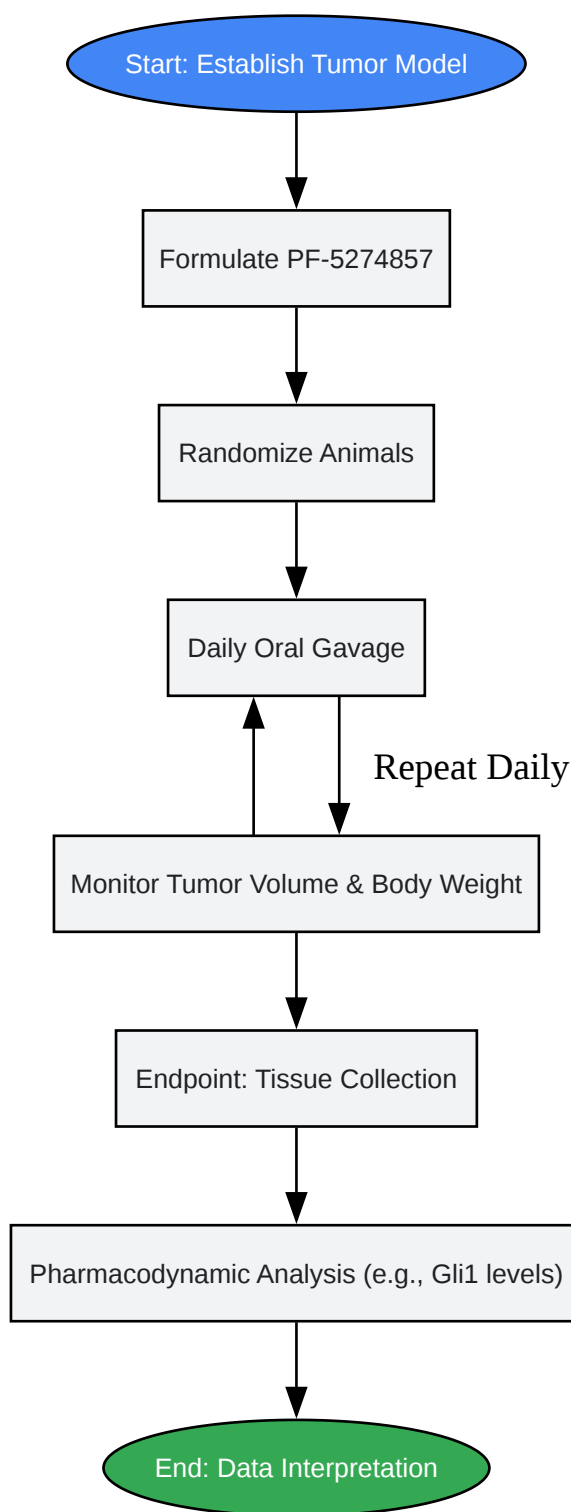 Start: Establish Tumor Model
Formulate PF-5274857
Randomize Animals
Daily Oral Gavage
Repeat Daily
Monitor Tumor Volume & Body Weight
Endpoint: Tissue Collection
Pharmacodynamic Analysis (e.g., Gli1 levels)
End: Data Interpretation